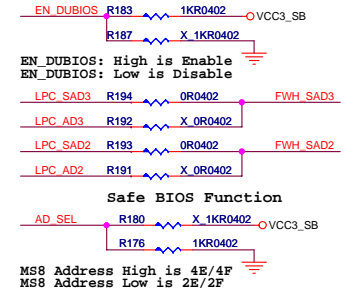 EN_DUBIOS R183 1KR0402 VCC3_SB
R187 X_1KR0402
EN_DUBIOS: High is Enable
EN_DUBIOS: Low is Disable
LPC_SAD3 R194 0R0402 FWH_SAD3
LPC_AD3 R192 X_0R0402
LPC_SAD2 R193 0R0402 FWH_SAD2
LPC_AD2 R191 X_0R0402
Safe BIOS Function
AD_SEL R180 X_1KR0402 VCC3_SB
R176 1KR0402
MS8 Address High is 4E/4F
MS8 Address Low is 2E/2F